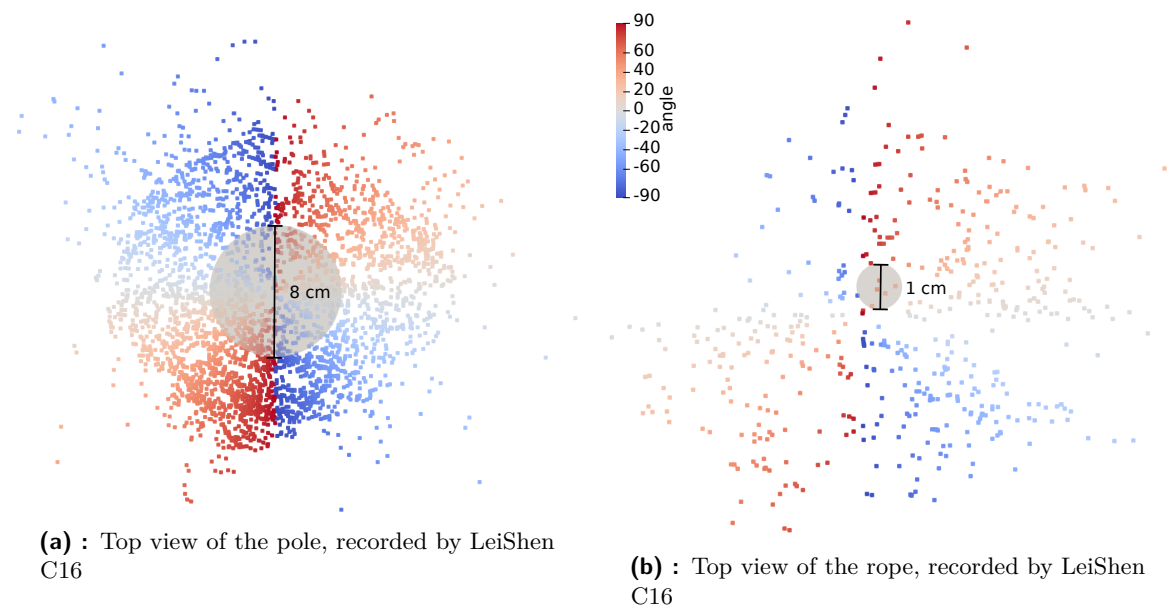 8 cm
(a) : Top view of the pole, recorded by LeiShen
C16
90
60
40
20
0
-20
-40
-60
-90
angle
1 cm
(b) : Top view of the rope, recorded by LeiShen
C16